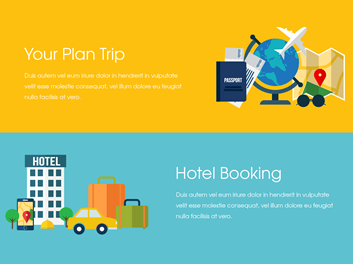 Your Plan Trip
Duis autem vel eum iriure dolor in hendrerit in vulputate
velit esse molestie consequat, vel illum dolore eu feugiat
nulla facilisis at vero
PASSPORT
HOTEL
Hotel Booking
Duis autem vel eum iriure dolor in hendrerit in vulputate
velit esse molestie consequat, vel illum dolore eu feugiat
nulla facilisis at vero.